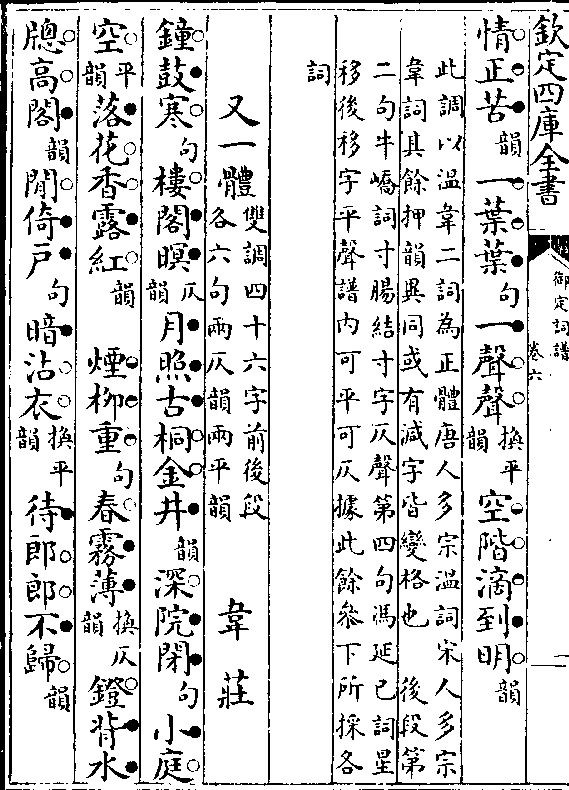 欽定四庫全書
御定詞譜
卷六
一
情正苦韻一葉葉句一聲聲換平韻空階滴到明韻
此調以溫韋二詞為正體唐人多宗溫詞宋人多宗
韋詞其餘押韻異同或有減字皆變格也 後段第
二句牛嶠詞寸腸結寸字仄聲第四句馮延巳詞星
移後移字平聲譜內可平可仄據此餘參下所採各
詞
又一體雙調四十六字前後段各六句兩仄韻兩平韻 韋莊
鐘鼓寒句樓閣暝仄韻月照古桐金井韻深院閉句小庭
空平韻落花香露紅韻 煙柳重句春霧薄換仄韻鐙背水
牕高閣韻閒倚戶句暗沾衣換平韻待郎郎不歸韻